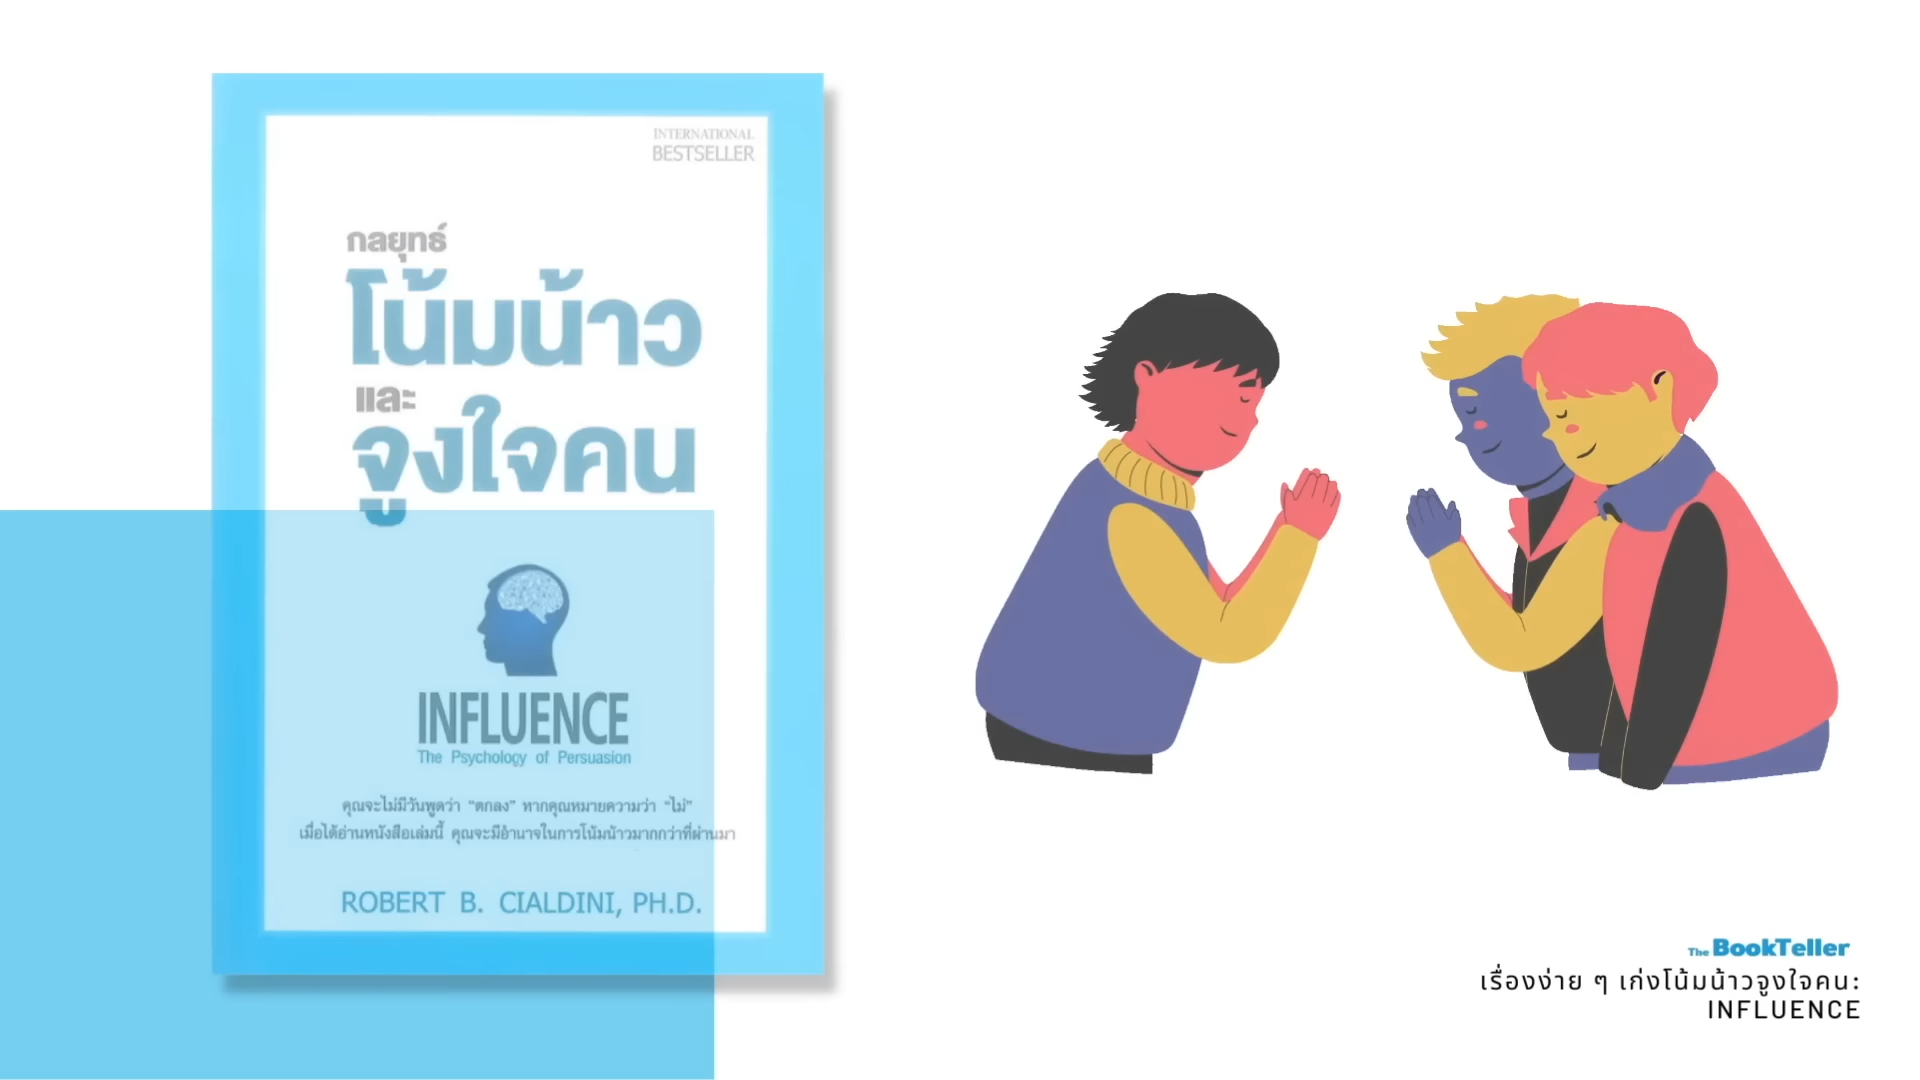 INTERNATIONAL
BESTSELLER
กลยุทธ์
โน้มน้าว
และ
จูงใจคน
INFLUENCE
The Psychology of Persuasion
คุณจะไม่มีวันพูดว่า “ตกลง” หากคุณหมายความว่า “ไม่”
เมื่อได้อ่านหนังสือเล่มนี้ คุณจะมีอำนาจในการโน้มน้าวมากกว่าที่ผ่านมา
ROBERT B. CIALDINI, PH.D.
The BookTeller
เรื่องง่าย ๆ เก่งโน้มน้าวจูงใจคน:
INFLUENCE